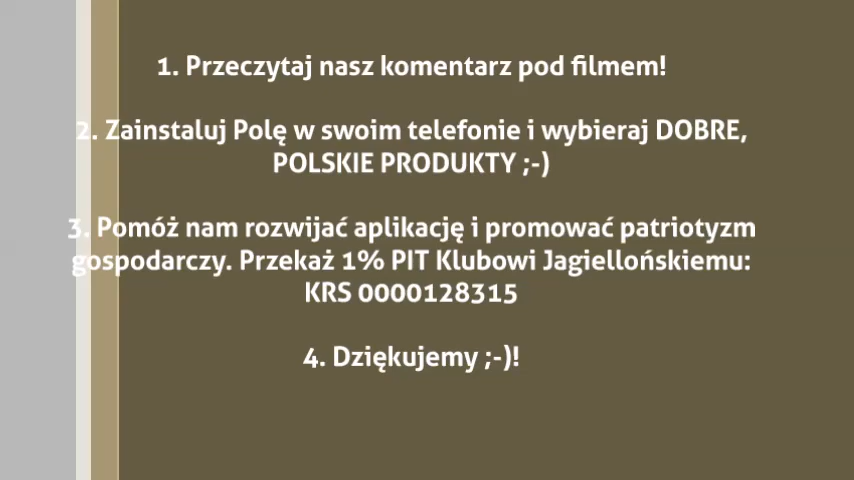 1. Przeczytaj nasz komentarz pod filmem!
2. Zainstaluj Polę w swoim telefonie i wybieraj DOBRE,
POLSKIE PRODUKTY ;-)
3. Pomóż nam rozwijać aplikację i promować patriotyzm
gospodarczy. Przekaż 1% PIT Klubowi Jagiellońskiemu:
KRS 0000128315
4. Dziękujemy ;-)!